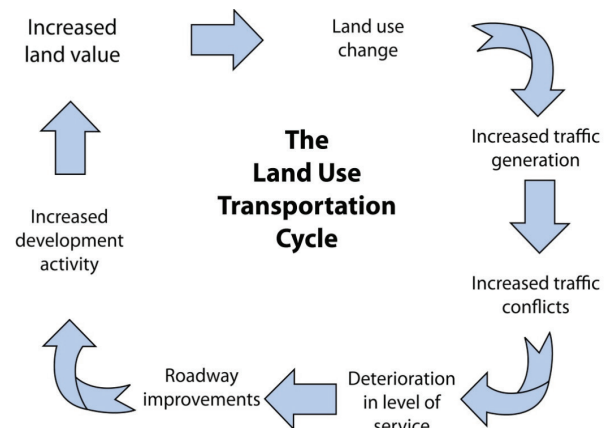 Increased
land value
Land use
change
Increased traffic
generation
Increased traffic
conflicts
Deterioration
in level of
service
Roadway
improvements
Increased
development
activity
The
Land Use
Transportation
Cycle